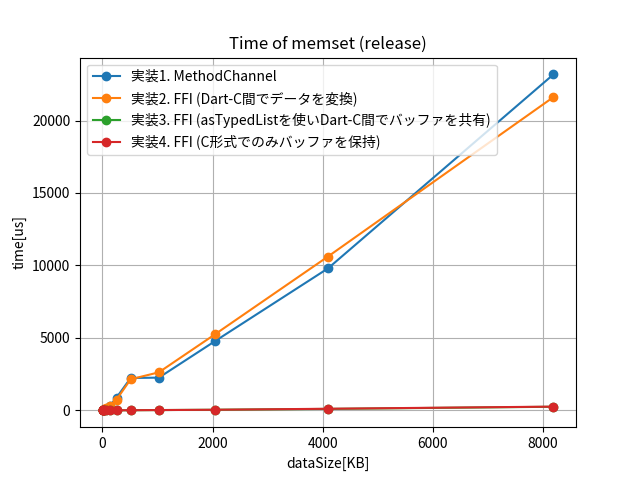 Time of memset (release)
実装1. MethodChannel
実装2. FFI (Dart-C間でデータを変換)
実装3. FFI (asTypedListを使いDart-C間でバッファを共有)
実装4. FFI (C形式でのみバッファを保持)
time[us]
20000
15000
10000
5000
0
0 2000 4000 6000 8000
dataSize[KB]